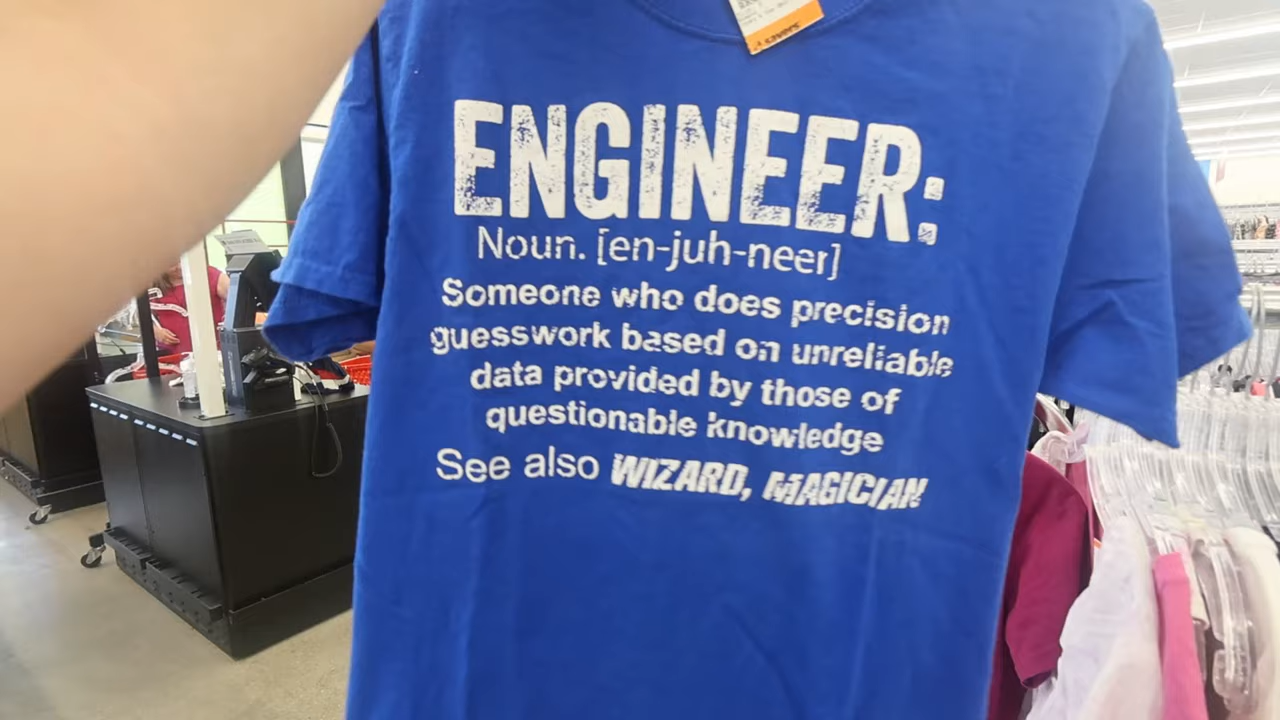 ENGINEER:
Noun. [en-juh-neer]
Someone who does precision
guesswork based on unreliable
data provided by those of
questionable knowledge
See also WIZARD, MAGICIAN